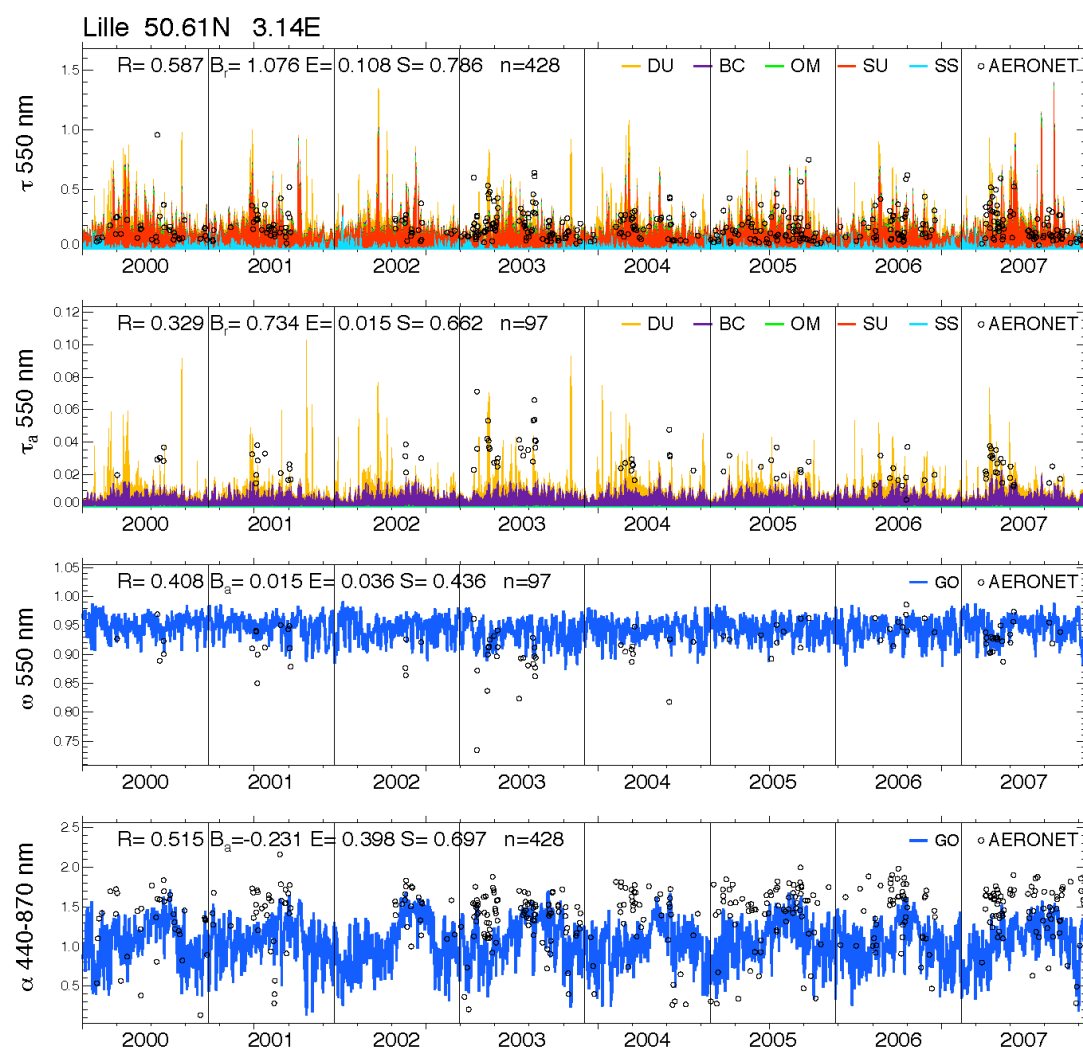 Lille 50.61N 3.14E
R= 0.587 Br= 1.076 E= 0.108 S= 0.786 n=428 DU BC OM SU SS AERONET
τ 550 nm
1.5
1.0
0.5
0.0
2000 2001 2002 2003 2004 2005 2006 2007
R= 0.329 Br= 0.734 E= 0.015 S= 0.662 n=97 DU BC OM SU SS AERONET
τa 550 nm
0.12
0.10
0.08
0.06
0.04
0.02
0.00
2000 2001 2002 2003 2004 2005 2006 2007
R= 0.408 Ba= 0.015 E= 0.036 S= 0.436 n=97 GO AERONET
ω 550 nm
1.05
1.00
0.95
0.90
0.85
0.80
0.75
2000 2001 2002 2003 2004 2005 2006 2007
R= 0.515 Ba=-0.231 E= 0.398 S= 0.697 n=428 GO AERONET
α 440-870 nm
2.5
2.0
1.5
1.0
0.5
2000 2001 2002 2003 2004 2005 2006 2007